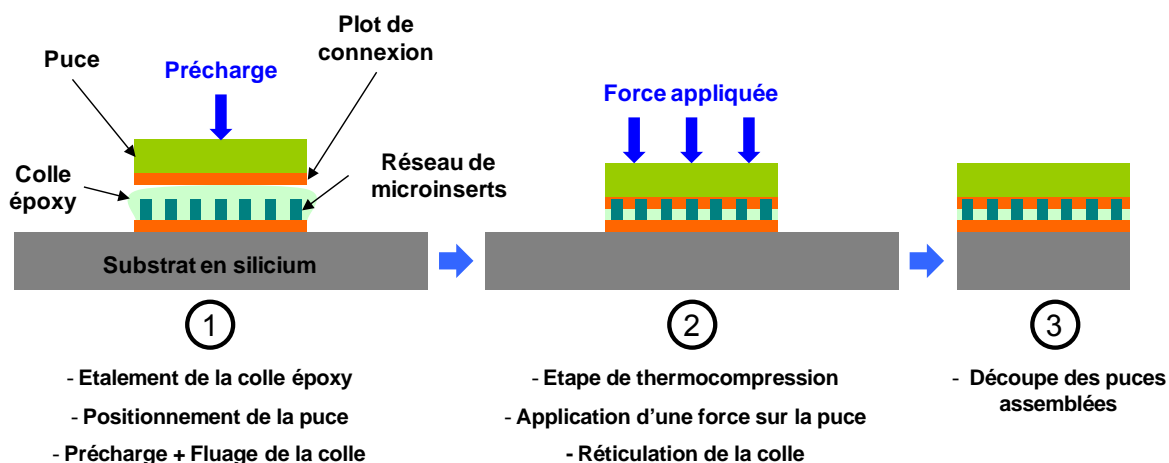 Plot de
connexion
Puce
Précharge
Force appliquée
Colle
époxy
Réseau de
microinserts
Substrat en silicium
1
2
3
- Etalement de la colle époxy
- Positionnement de la puce
- Précharge + Fluage de la colle
- Etape de thermocompression
- Application d'une force sur la puce
- Réticulation de la colle
- Découpe des puces
assemblées